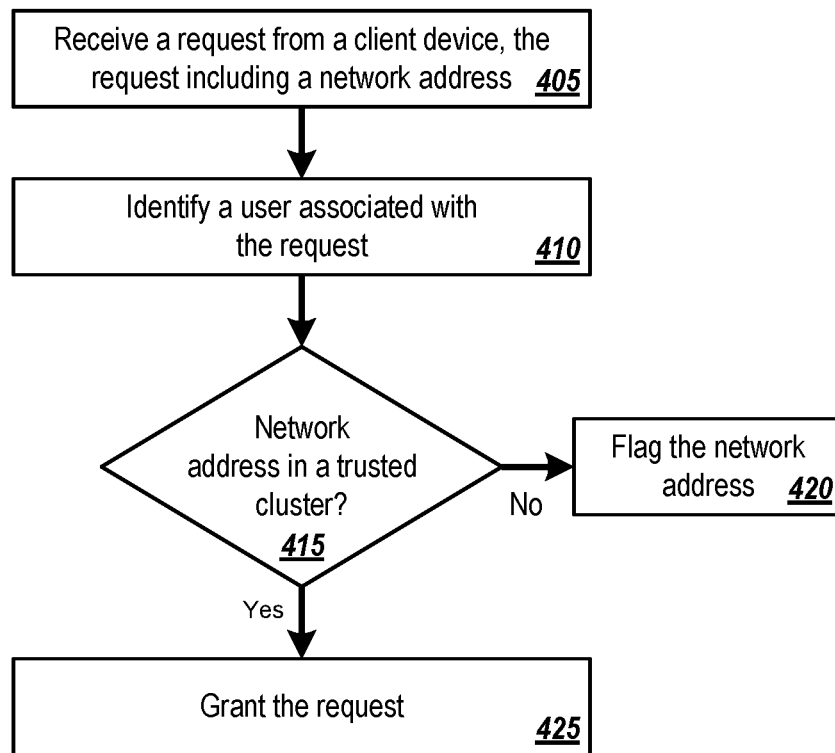 Receive a request from a client device, the
request including a network address 405
Identify a user associated with
the request 410
Network
address in a trusted
cluster?
415
No
Flag the network
address 420
Yes
Grant the request
425